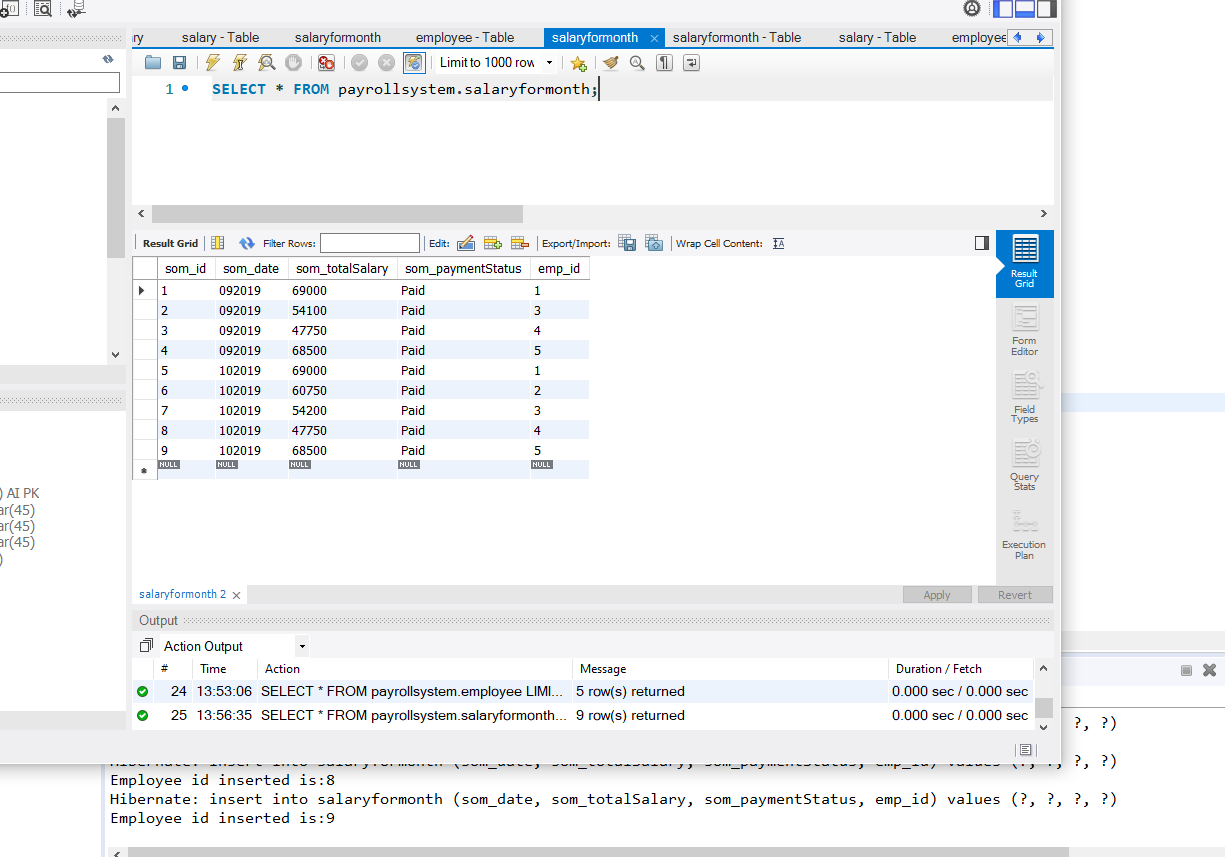 ry salary - Table salaryformonth employee - Table salaryformonth salaryformonth - Table salary - Table employee
Limit to 1000 row
1 SELECT * FROM payrollsystem.salaryformonth;
Result Grid Filter Rows: Edit: Export/Import: Wrap Cell Content: IA
som_id som_date som_totalSalary som_paymentStatus emp_id
1 092019 69000 Paid 1
2 092019 54100 Paid 3
3 092019 47750 Paid 4
4 092019 68500 Paid 5
5 102019 69000 Paid 1
6 102019 60750 Paid 2
7 102019 54200 Paid 3
8 102019 47750 Paid 4
9 102019 68500 Paid 5
NULL NULL NULL NULL NULL
Result
Grid
Form
Editor
Field
Types
Query
Stats
Execution
Plan
) AI PK
ar(45)
ar(45)
ar(45)
)
salaryformonth 2 Apply Revert
Output
Action Output
# Time Action Message Duration / Fetch
24 13:53:06 SELECT * FROM payrollsystem.employee LIMI... 5 row(s) returned 0.000 sec / 0.000 sec
25 13:56:35 SELECT * FROM payrollsystem.salaryformonth... 9 row(s) returned 0.000 sec / 0.000 sec
?, ?)
Hibernate: insert into salaryformonth (som_date, som_totalSalary, som_paymentStatus, emp_id) values (?, ?, ?, ?)
Employee id inserted is:8
Hibernate: insert into salaryformonth (som_date, som_totalSalary, som_paymentStatus, emp_id) values (?, ?, ?, ?)
Employee id inserted is:9